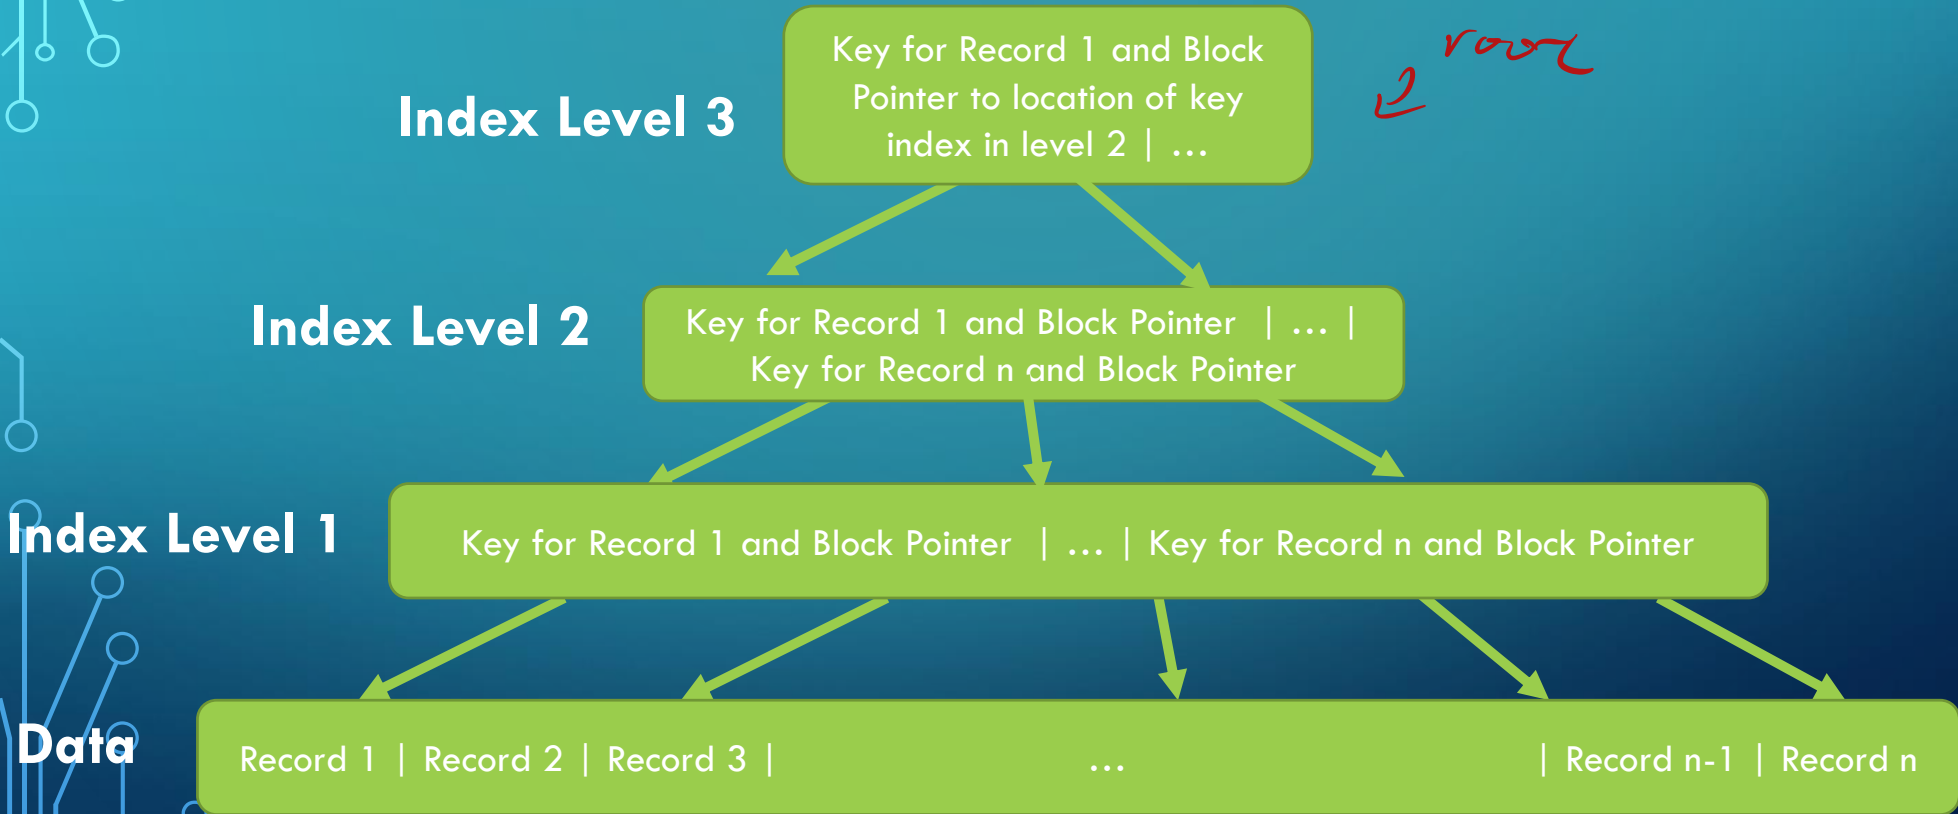 Key for Record 1 and Block
Pointer to location of key
index in level 2 | …
root
Index Level 3
Index Level 2
Key for Record 1 and Block Pointer | … |
Key for Record n and Block Pointer
Index Level 1
Key for Record 1 and Block Pointer | … | Key for Record n and Block Pointer
Data
Record 1 | Record 2 | Record 3 | … | Record n-1 | Record n